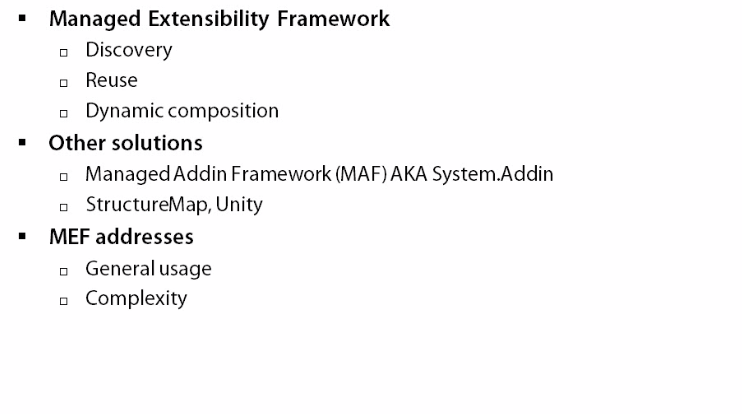 ▪ Managed Extensibility Framework
▫ Discovery
▫ Reuse
▫ Dynamic composition
▪ Other solutions
▫ Managed Addin Framework (MAF) AKA System.Addin
▫ StructureMap, Unity
▪ MEF addresses
▫ General usage
▫ Complexity